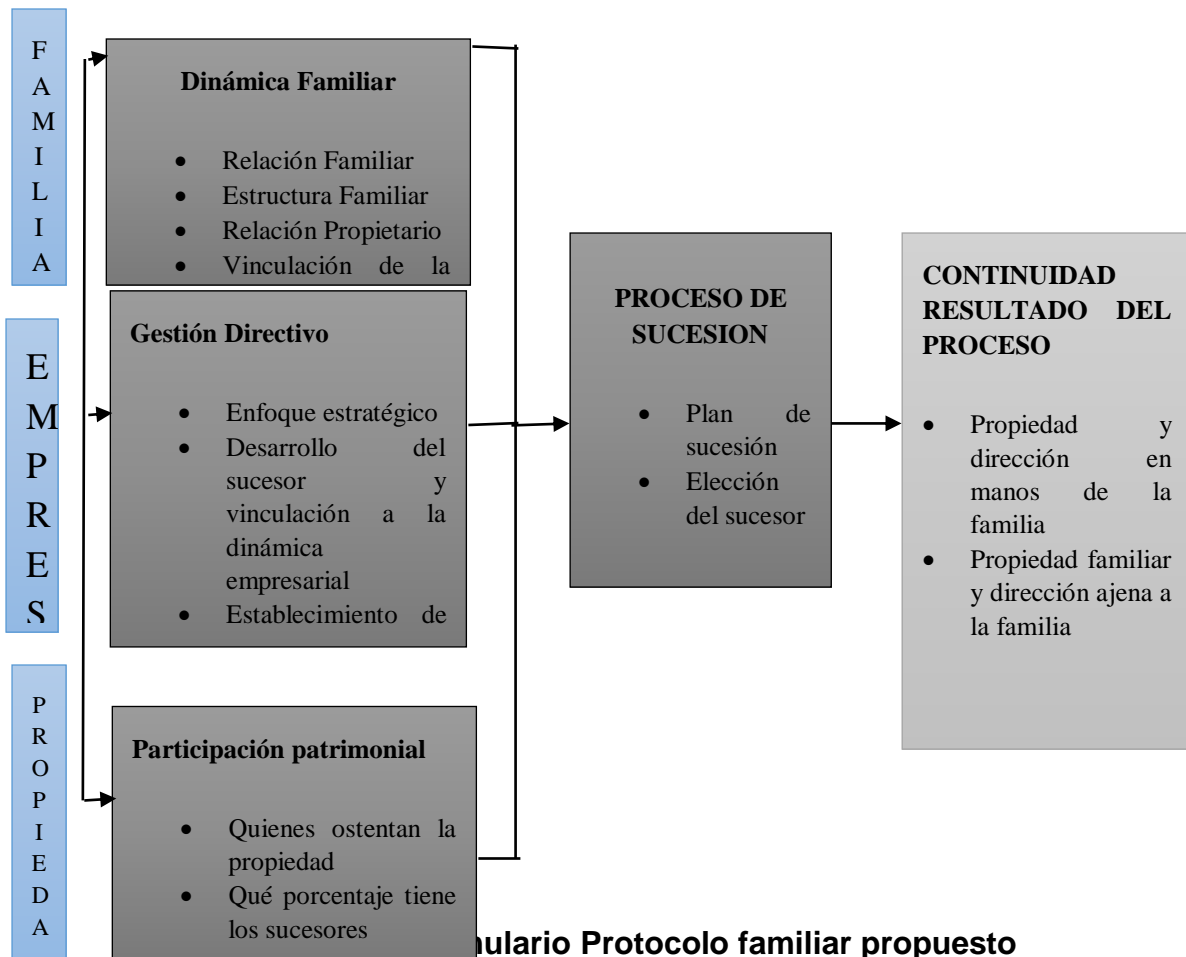 FAMILIA
Dinámica Familiar
• Relación Familiar
• Estructura Familiar
• Relación Propietario
• Vinculación de la
EMPRES
Gestión Directivo
• Enfoque estratégico
• Desarrollo del
sucesor y
vinculación a la
dinámica
empresarial
• Establecimiento de
PROPIEDA
Participación patrimonial
• Quienes ostentan la
propiedad
• Qué porcentaje tiene
los sucesores
PROCESO DE
SUCESION
• Plan de
sucesión
• Elección
del sucesor
CONTINUIDAD
RESULTADO DEL
PROCESO
• Propiedad y
dirección en
manos de la
familia
• Propiedad familiar
y dirección ajena a
la familia
Protocolo familiar propuesto